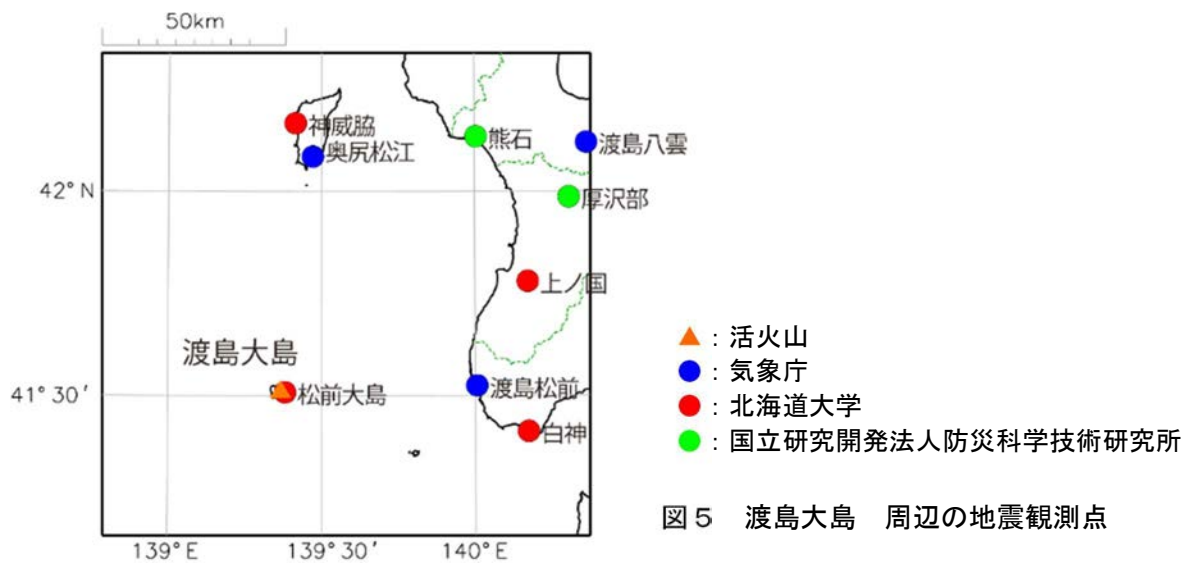 50km
神威脇
奥尻松江
熊石
渡島八雲
42°N
厚沢部
上ノ国
渡島大島
41°30′
松前大島
渡島松前
白神
139°E
139°30′
140°E
：活火山
：気象庁
：北海道大学
：国立研究開発法人防災科学技術研究所
図５　渡島大島　周辺の地震観測点